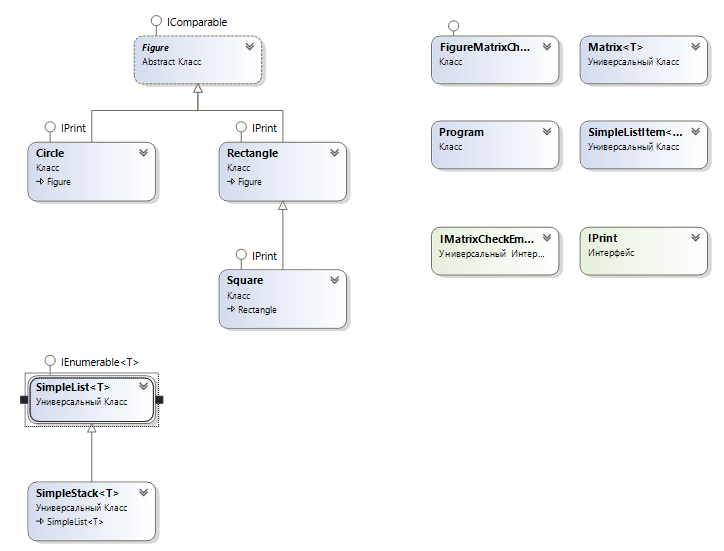 IComparable
Figure
Abstract Класс
IPrint
Circle
Класс
Figure
IPrint
Rectangle
Класс
Figure
IPrint
Square
Класс
Rectangle
IEnumerable<T>
SimpleList<T>
Универсальный Класс
SimpleStack<T>
Универсальный Класс
SimpleList<T>
FigureMatrixCh...
Класс
Matrix<T>
Универсальный Класс
Program
Класс
SimpleListItem<...
Универсальный Класс
IMatrixCheckEm...
Универсальный Интер...
IPrint
Интерфейс